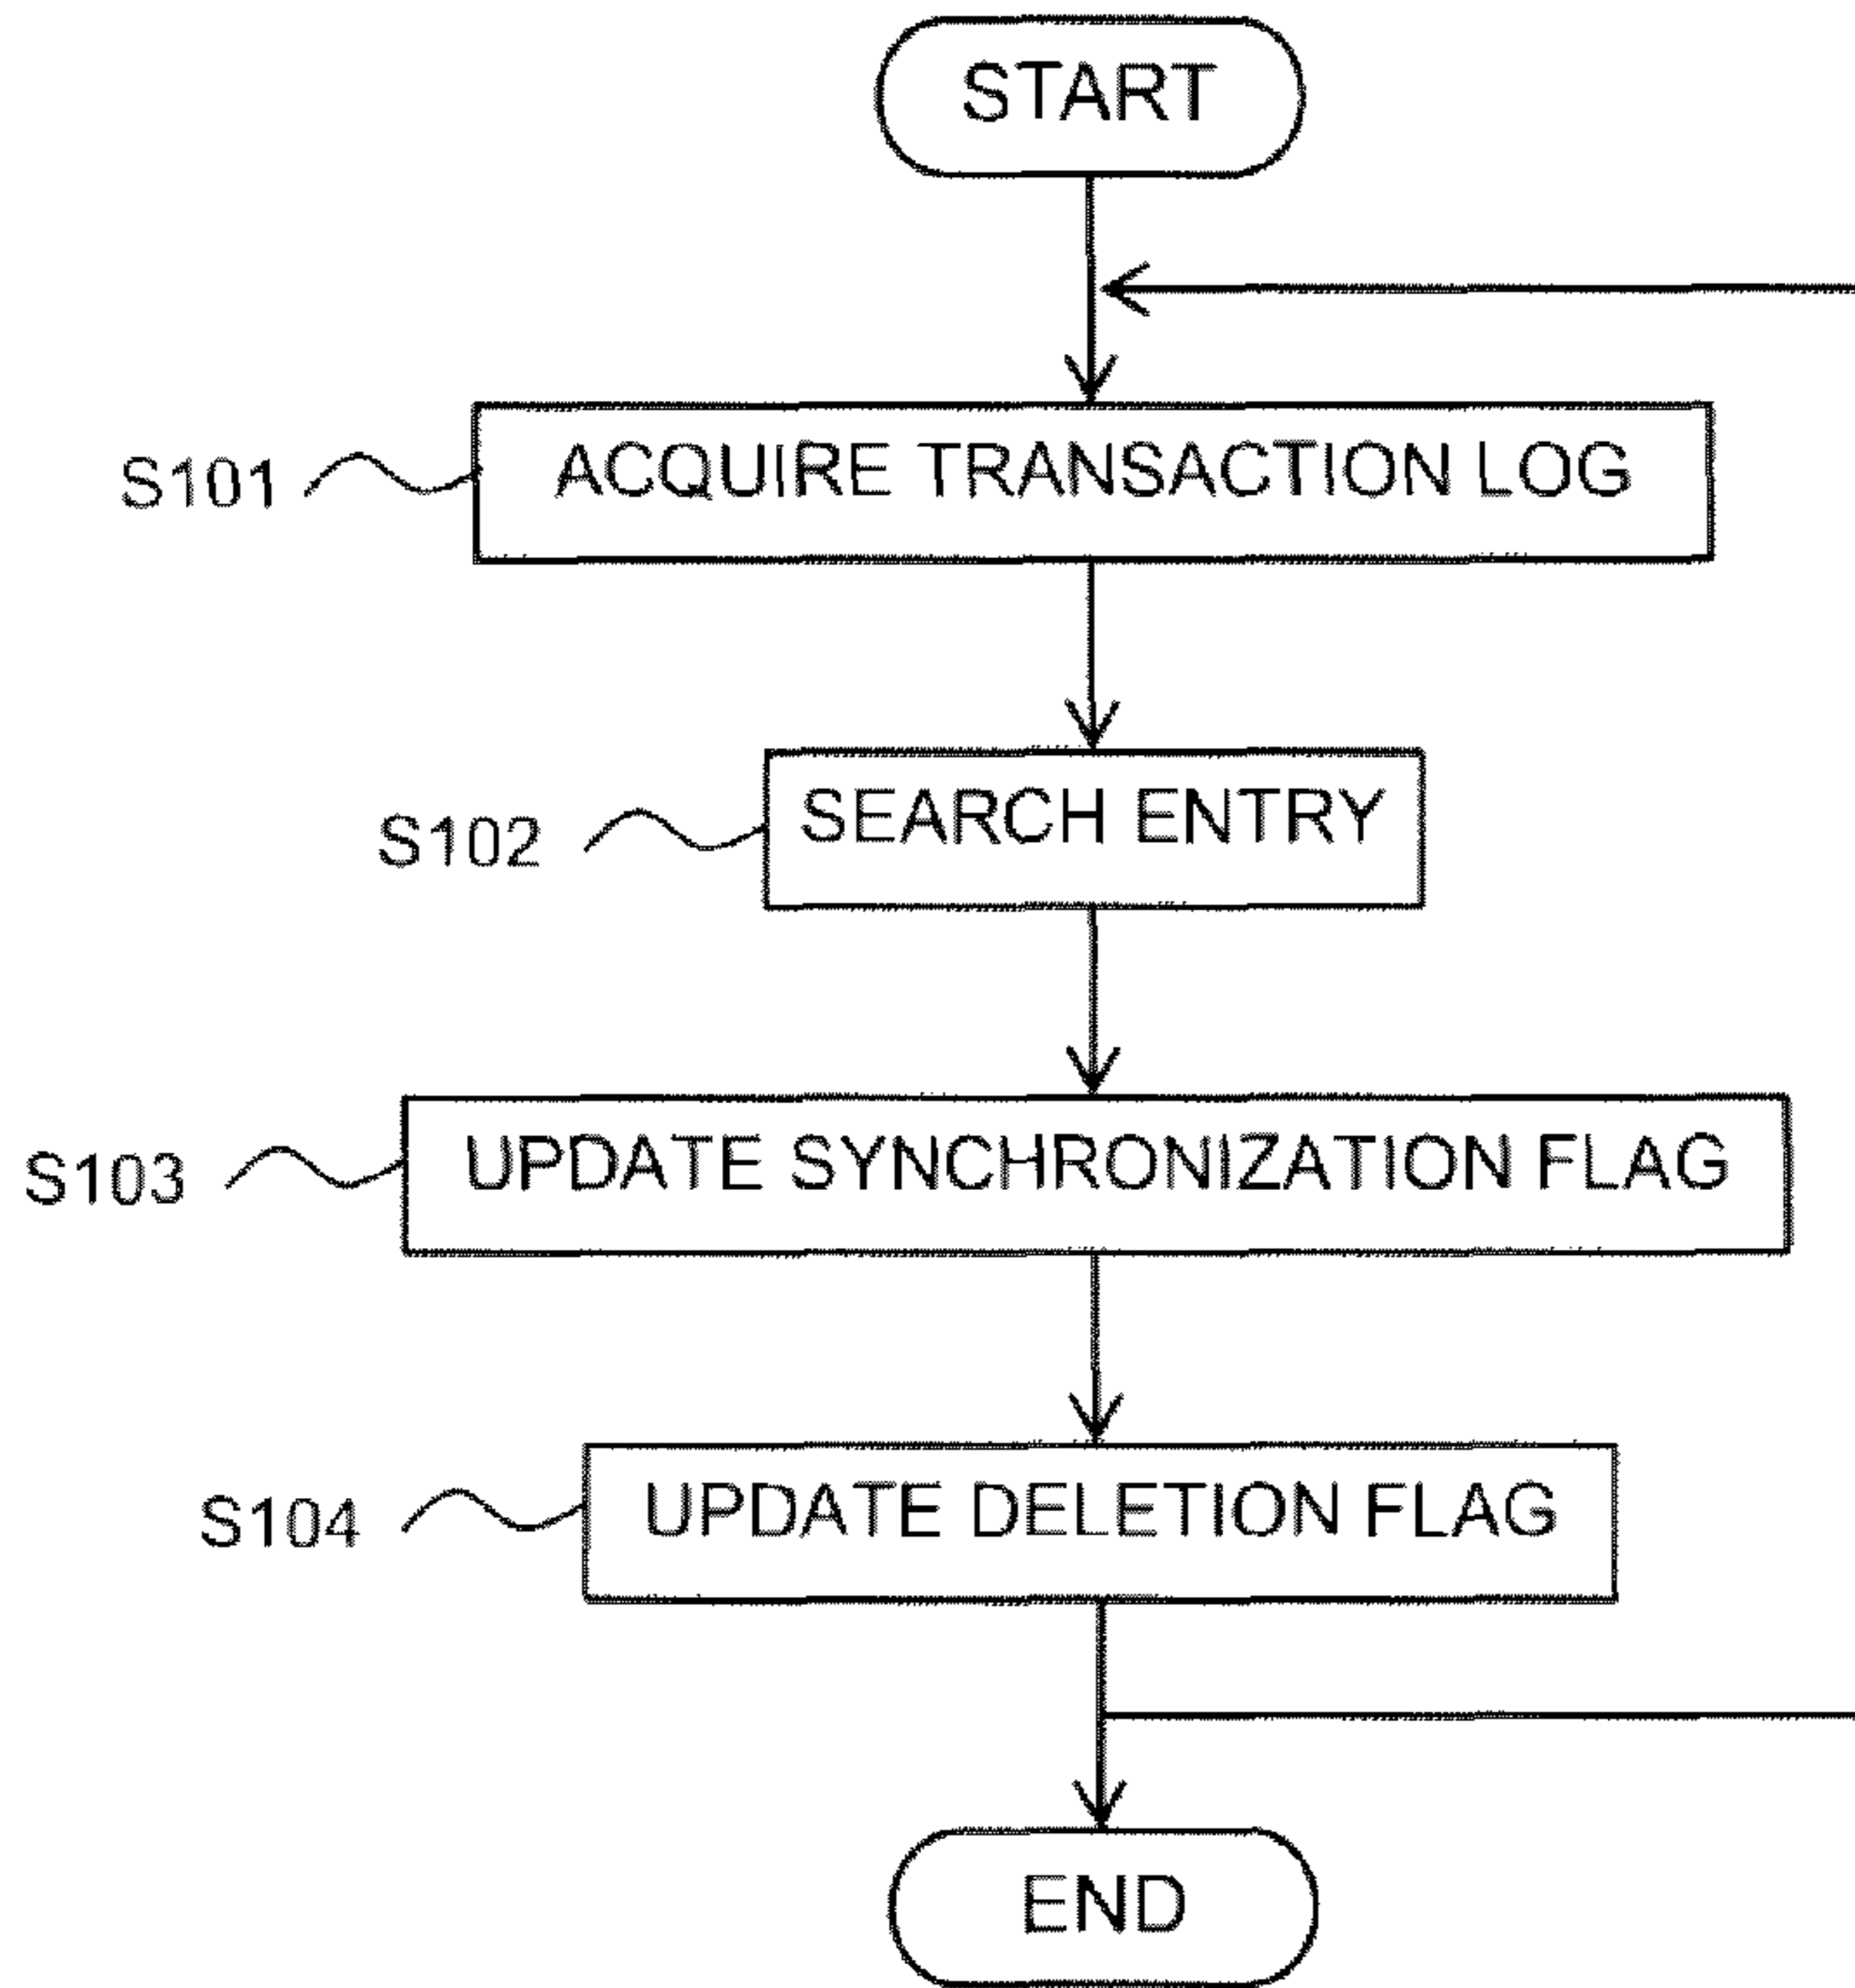 START
S101 ACQUIRE TRANSACTION LOG
S102 SEARCH ENTRY
S103 UPDATE SYNCHRONIZATION FLAG
S104 UPDATE DELETION FLAG
END